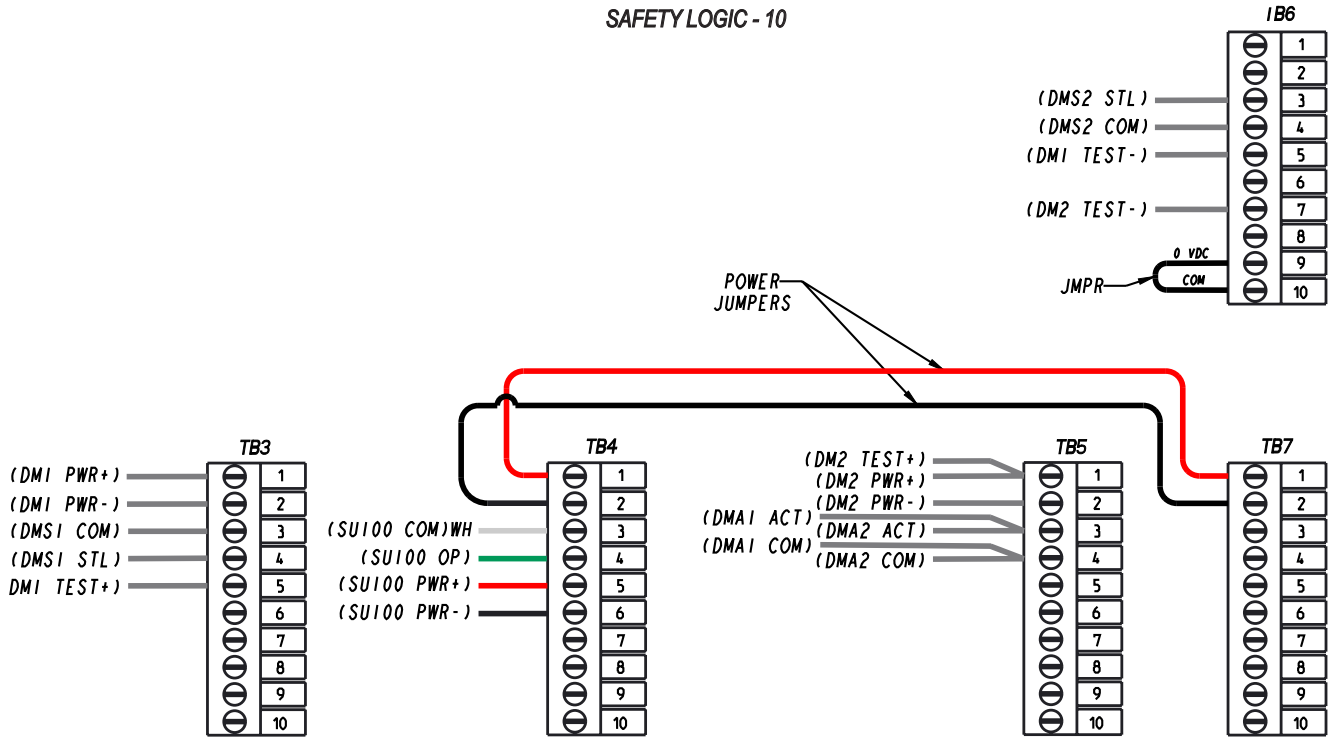 SAFETY LOGIC - 10
IB6
1
2
(DMS2 STL) 3
(DMS2 COM) 4
(DM1 TEST-) 5
6
(DM2 TEST-) 7
8
0 VDC 9
COM 10
JMPR
POWER
JUMPERS
TB3
(DM1 PWR+) 1
(DM1 PWR-) 2
(DMS1 COM) 3
(DMS1 STL) 4
DM1 TEST+) 5
6
7
8
9
10
TB4
1
2
(SU100 COM)WH 3
(SU100 OP) 4
(SU100 PWR+) 5
(SU100 PWR-) 6
7
8
9
10
TB5
(DM2 TEST+)
(DM2 PWR+) 1
(DM2 PWR-) 2
(DMA1 ACT)
(DMA2 ACT) 3
(DMA1 COM)
(DMA2 COM) 4
5
6
7
8
9
10
TB7
1
2
3
4
5
6
7
8
9
10